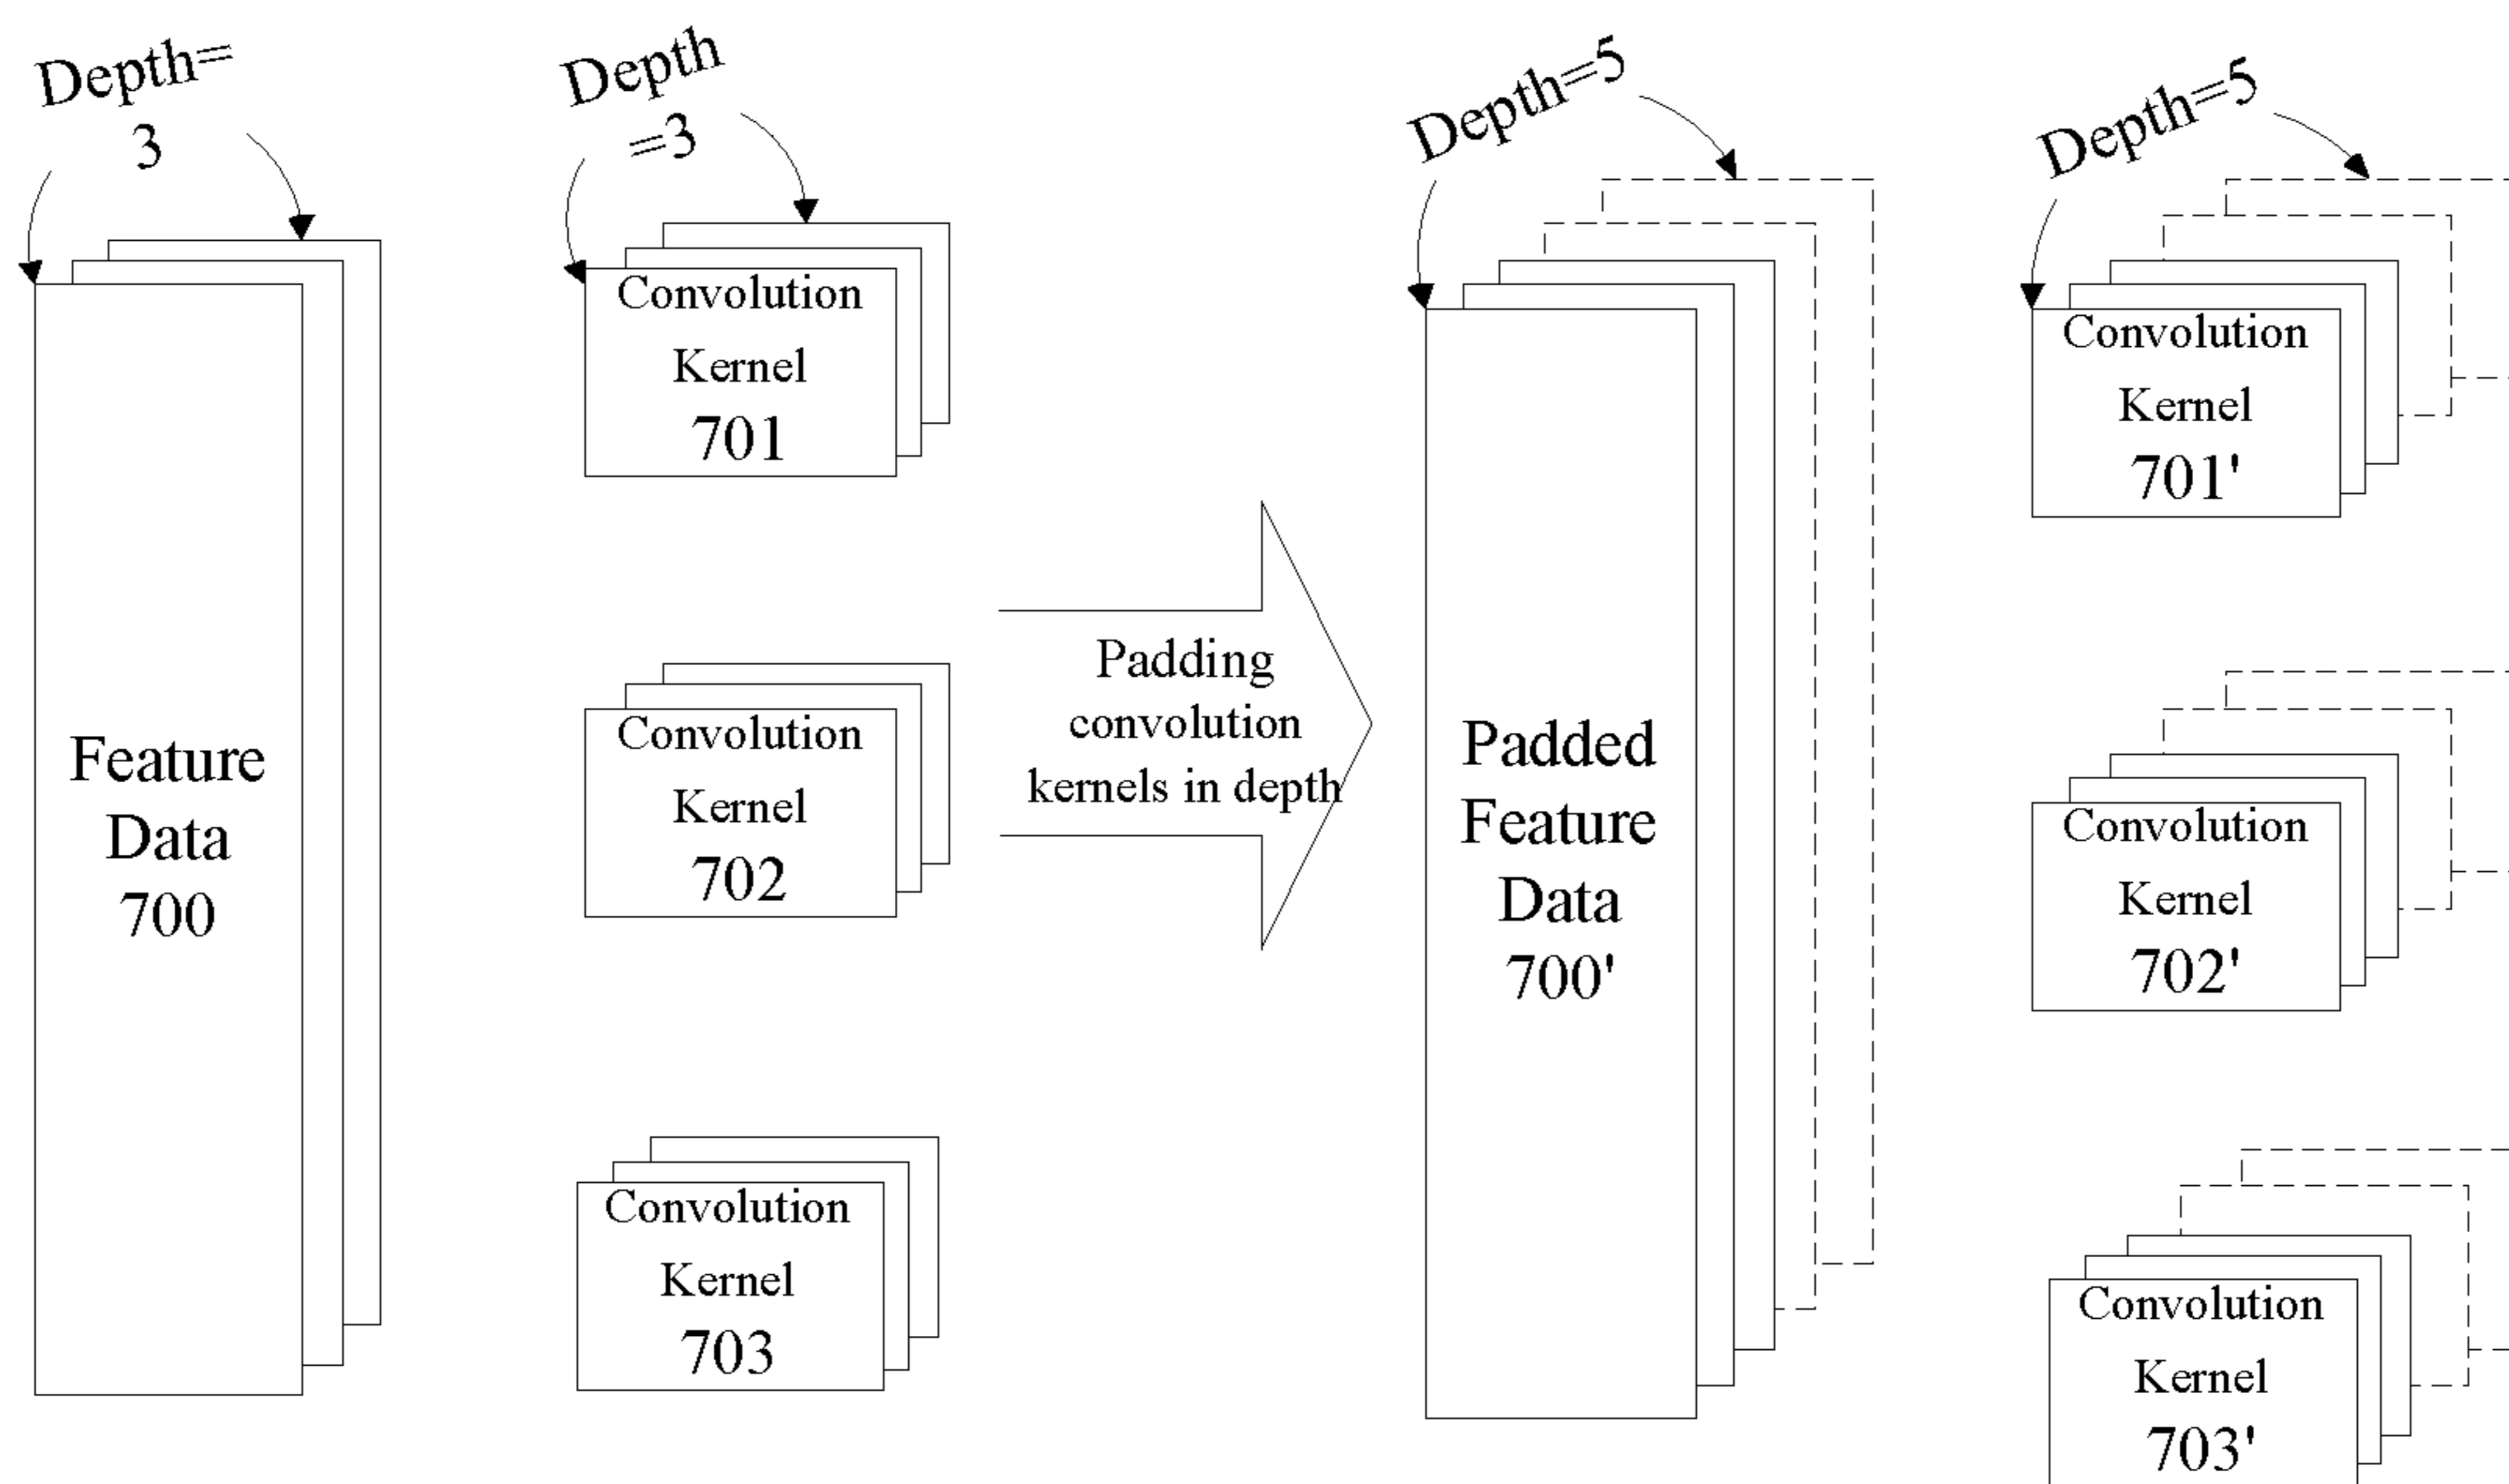 Depth=
3
Depth
=3
Depth=5
Depth=5
Convolution
Kernel
701
Convolution
Kernel
701'
Padding
convolution
kernels in depth
Feature
Data
700
Convolution
Kernel
702
Padded
Feature
Data
700'
Convolution
Kernel
702'
Convolution
Kernel
703
Convolution
Kernel
703'